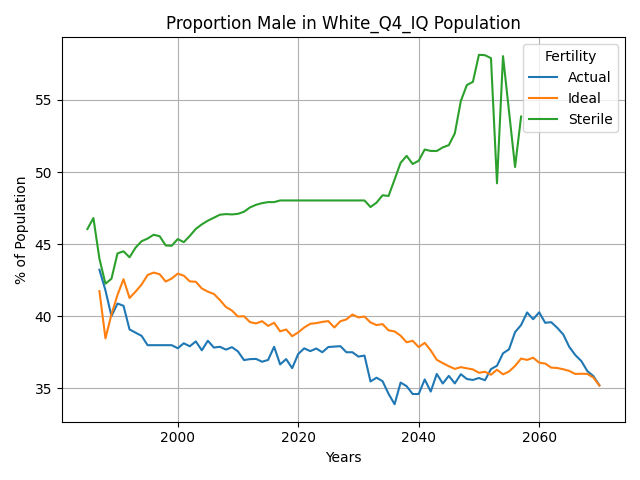 Proportion Male in White_Q4_IQ Population
Fertility
Actual
Ideal
Sterile
55
50
45
40
35
% of Population
2000
2020
2040
2060
Years